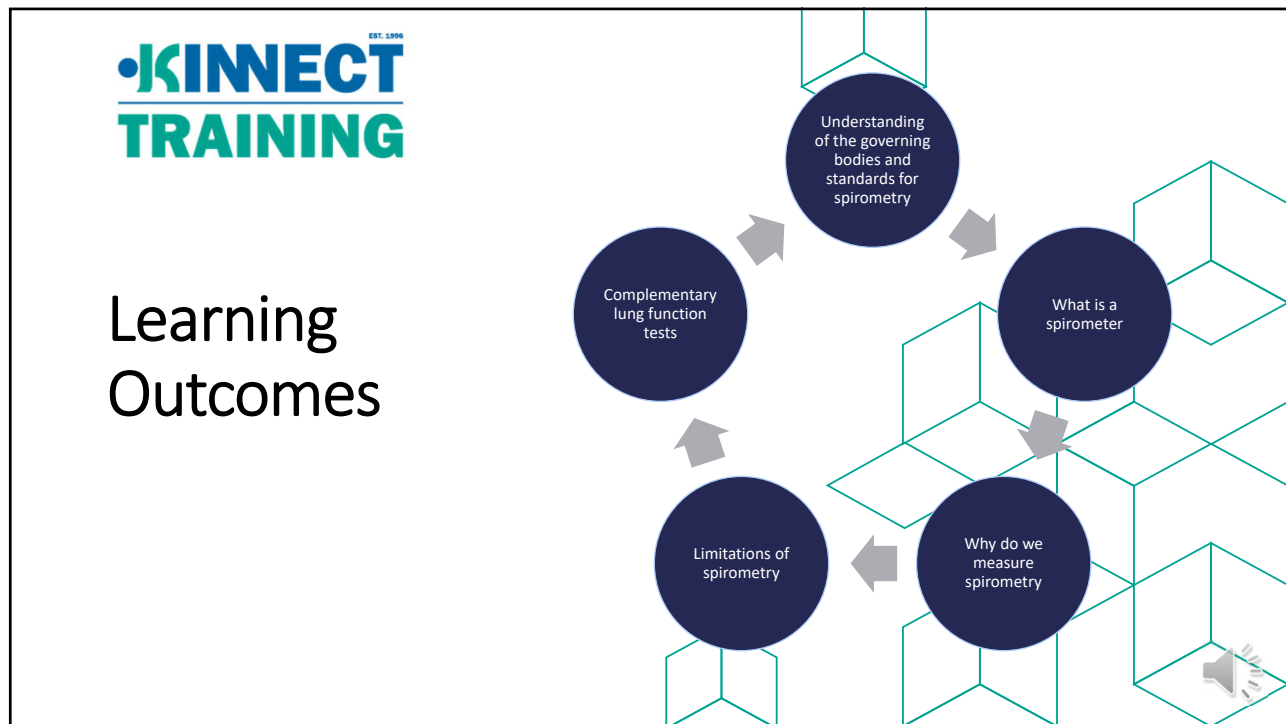 EST. 1996
KINNECT
TRAINING
Learning
Outcomes
Understanding
of the governing
bodies and
standards for
spirometry
What is a
spirometer
Why do we
measure
spirometry
Limitations of
spirometry
Complementary
lung function
tests